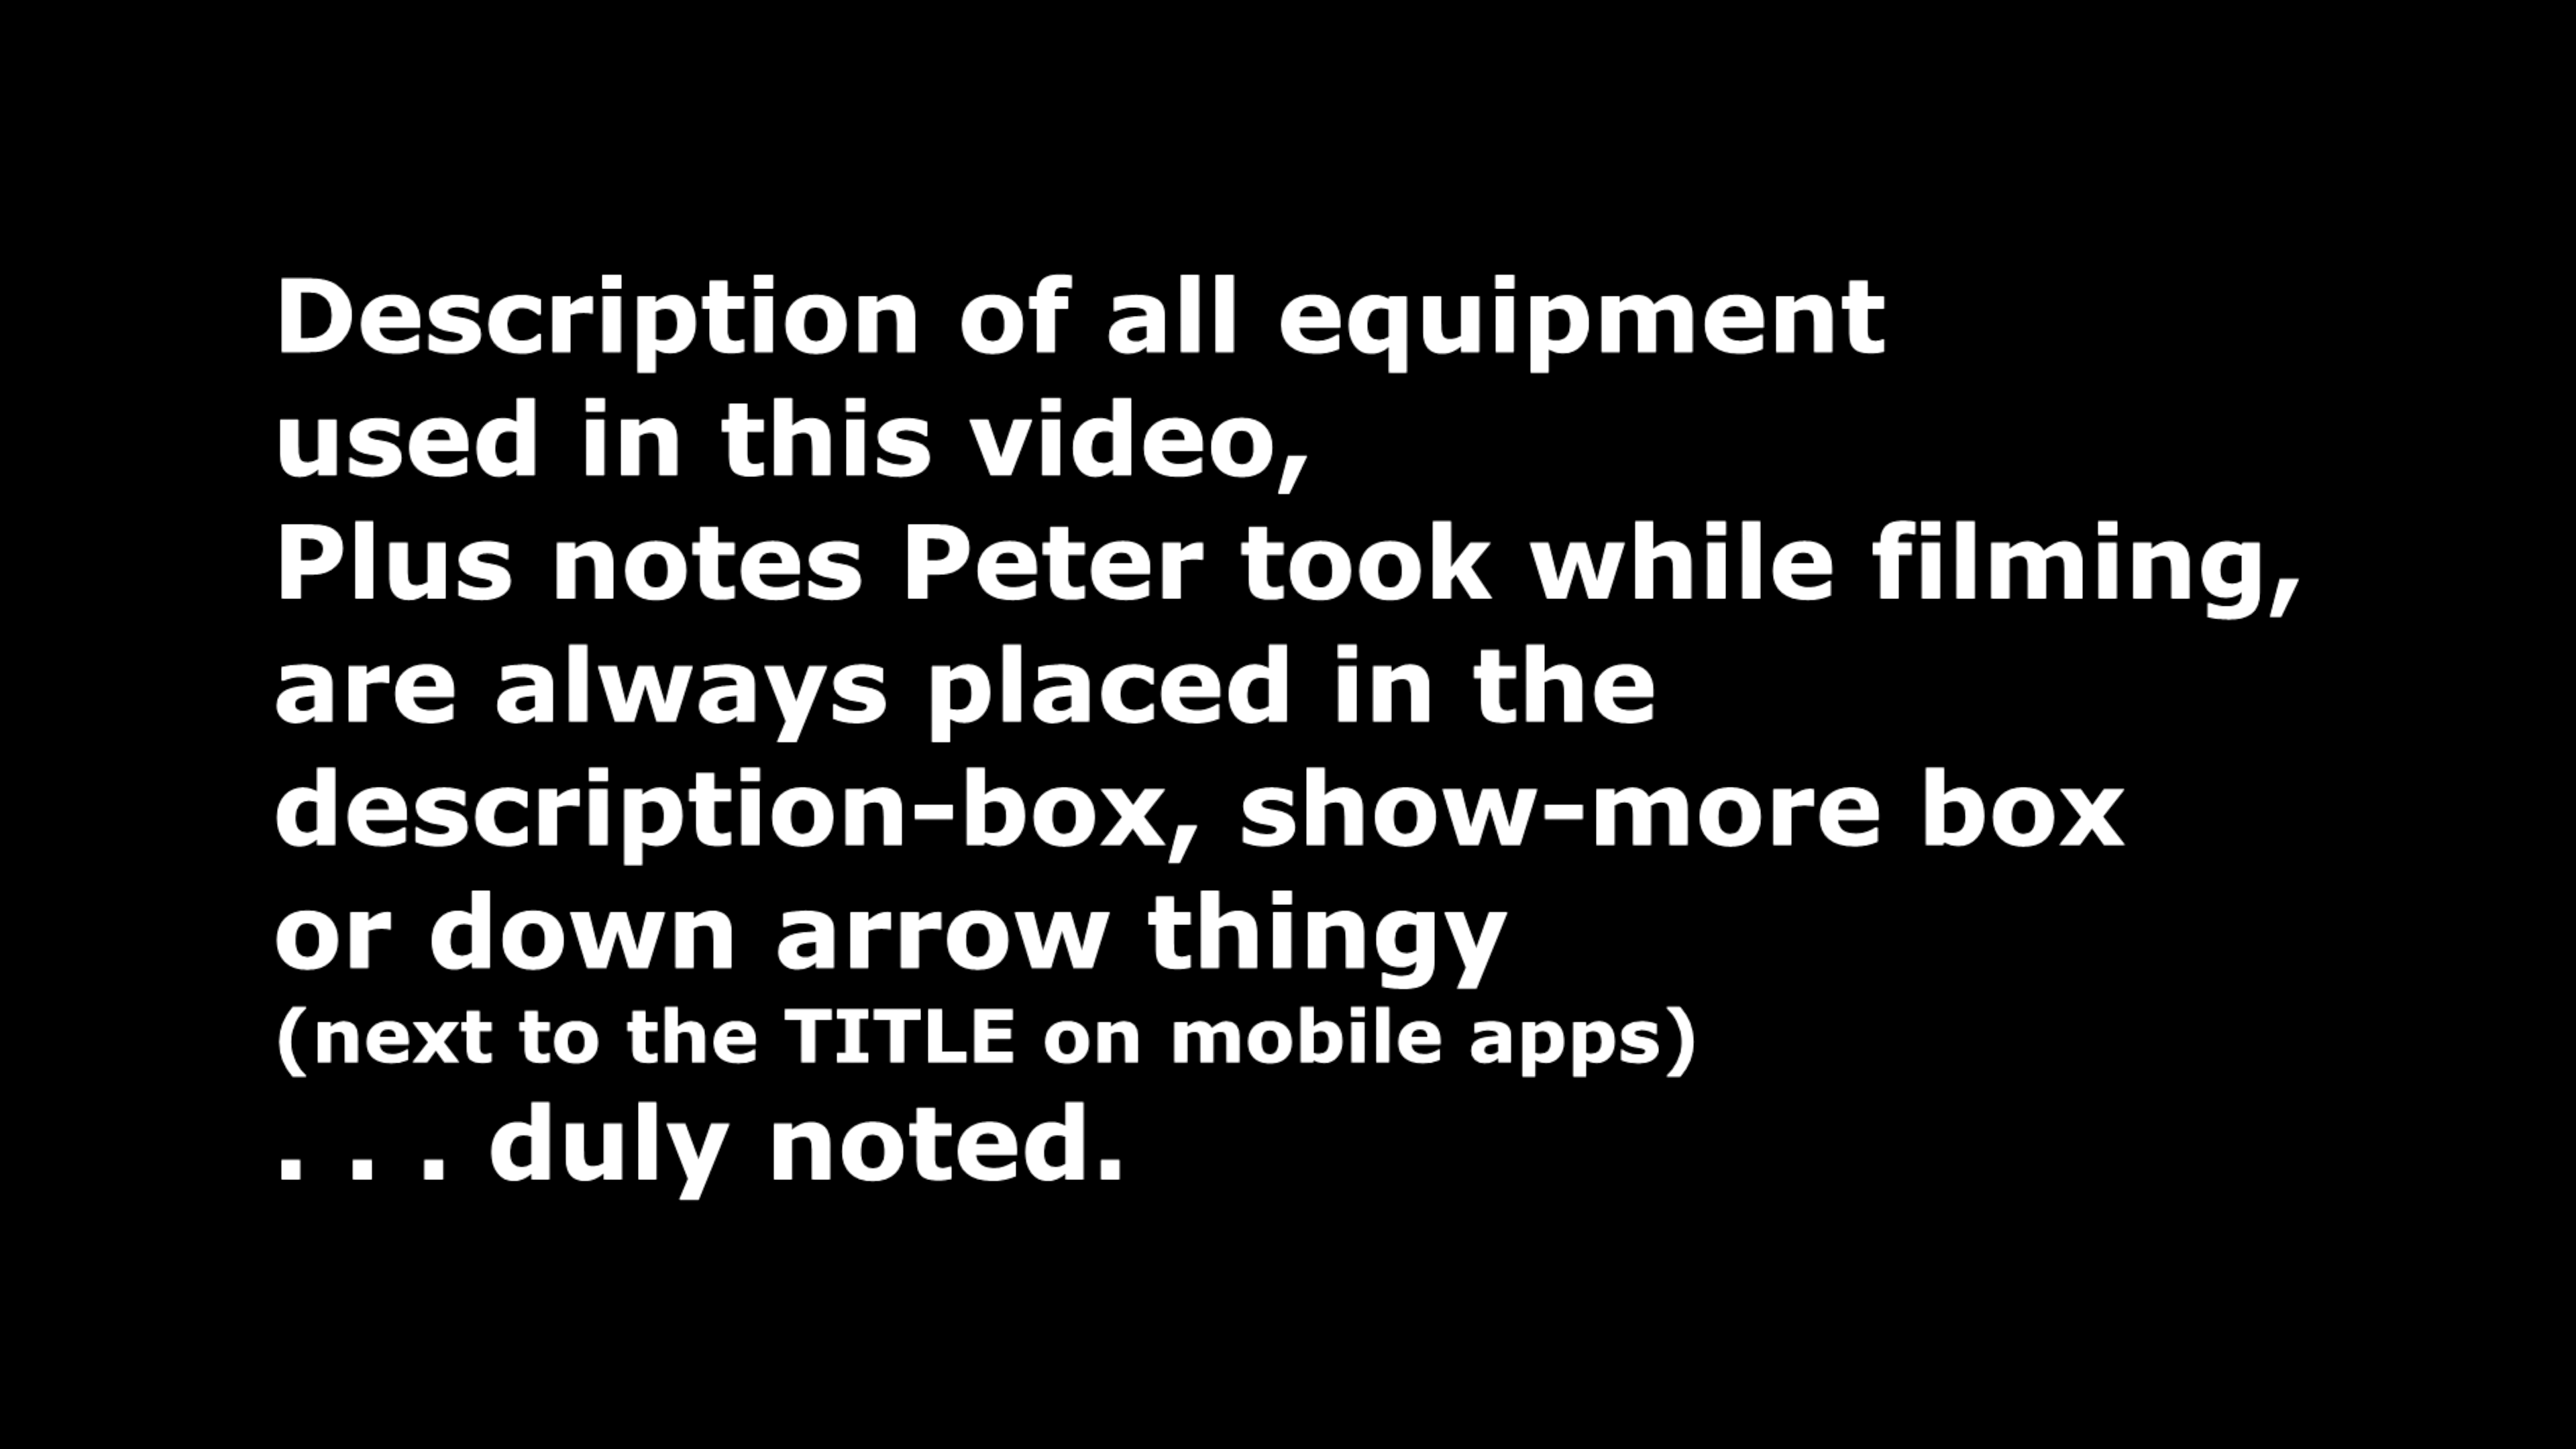 Description of all equipment
used in this video,
Plus notes Peter took while filming,
are always placed in the
description-box, show-more box
or down arrow thingy
(next to the TITLE on mobile apps)
. . . duly noted.